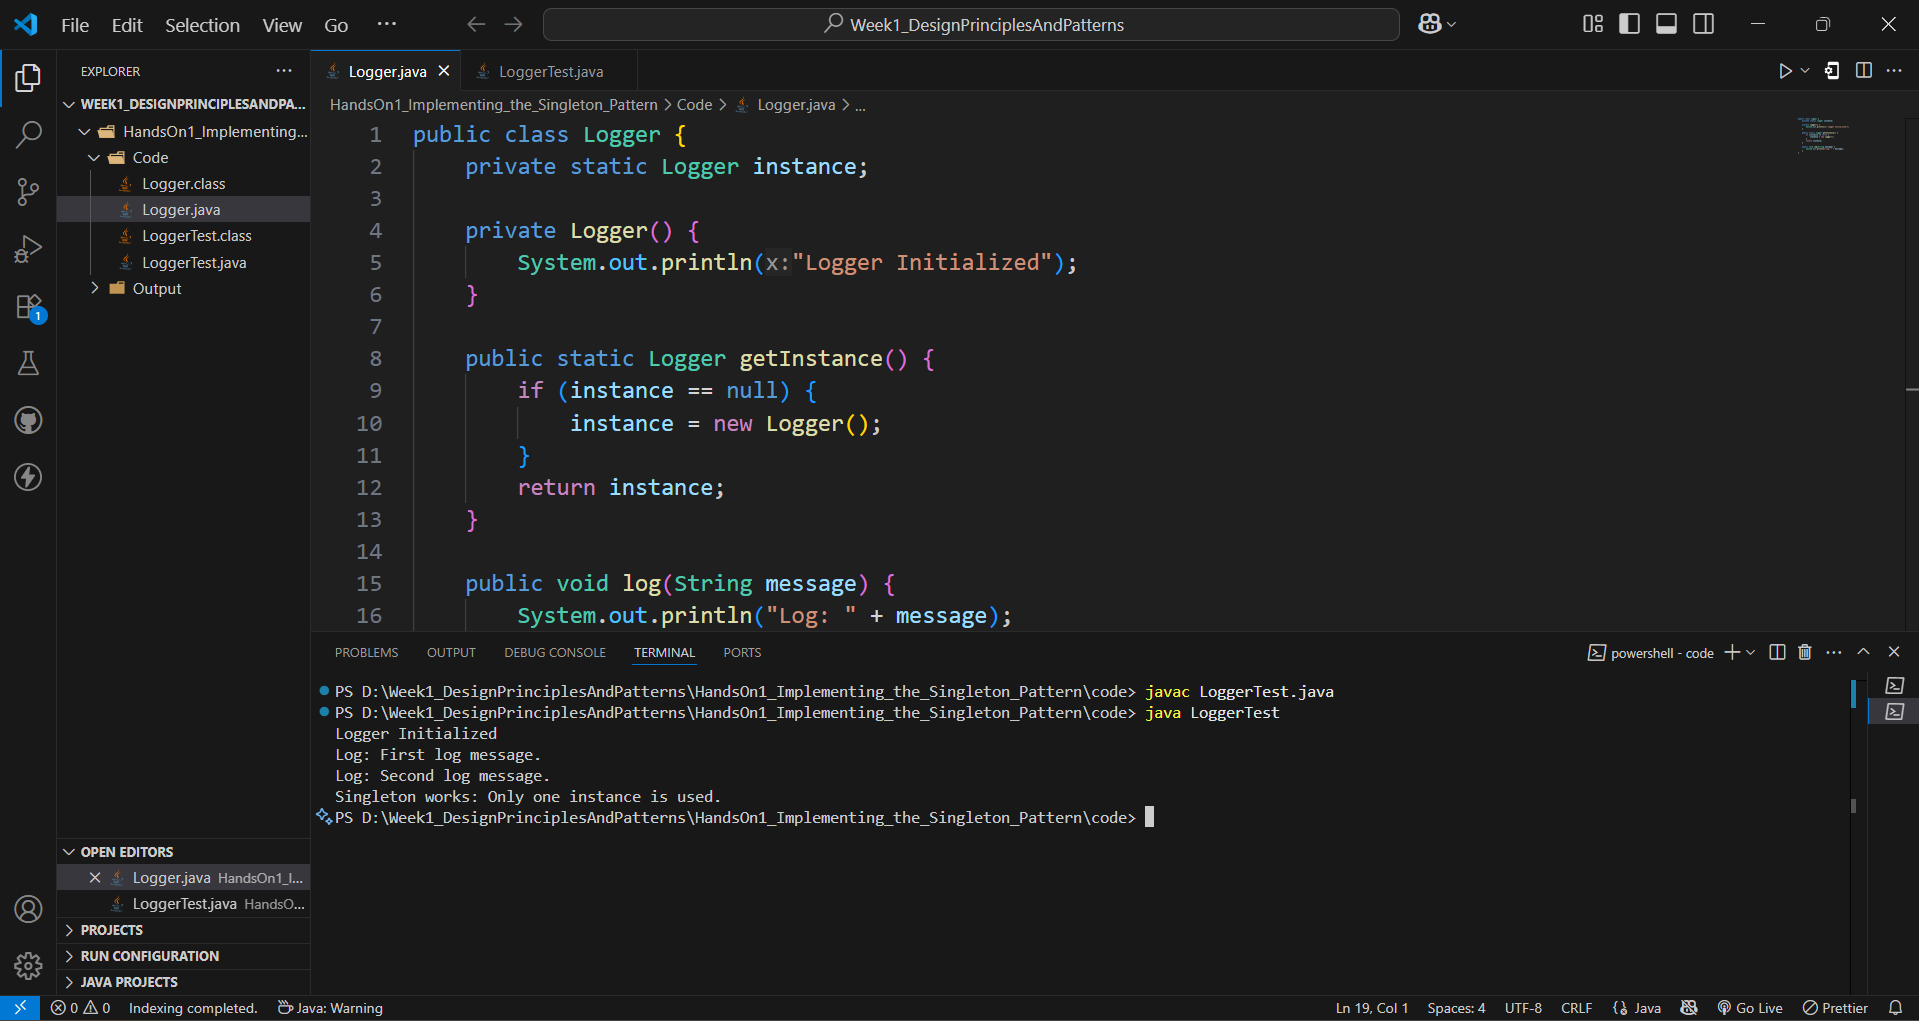 File Edit Selection View Go ··· Week1_DesignPrinciplesAndPatterns
EXPLORER ···
WEEK1_DESIGNPRINCIPLESANDPA...
HandsOn1_Implementing...
Code
Logger.class
Logger.java
LoggerTest.class
LoggerTest.java
Output
1
OPEN EDITORS
Logger.java HandsOn1_I...
LoggerTest.java HandsO...
PROJECTS
RUN CONFIGURATION
JAVA PROJECTS
Logger.java LoggerTest.java
HandsOn1_Implementing_the_Singleton_Pattern > Code > Logger.java > ...
1 public class Logger {
2 private static Logger instance;
3
4 private Logger() {
5 System.out.println(x:"Logger Initialized");
6 }
7
8 public static Logger getInstance() {
9 if (instance == null) {
10 instance = new Logger();
11 }
12 return instance;
13 }
14
15 public void log(String message) {
16 System.out.println("Log: " + message);
PROBLEMS OUTPUT DEBUG CONSOLE TERMINAL PORTS powershell - code
PS D:\Week1_DesignPrinciplesAndPatterns\HandsOn1_Implementing_the_Singleton_Pattern\code> javac LoggerTest.java
PS D:\Week1_DesignPrinciplesAndPatterns\HandsOn1_Implementing_the_Singleton_Pattern\code> java LoggerTest
Logger Initialized
Log: First log message.
Log: Second log message.
Singleton works: Only one instance is used.
PS D:\Week1_DesignPrinciplesAndPatterns\HandsOn1_Implementing_the_Singleton_Pattern\code>
0 0 Indexing completed. Java: Warning Ln 19, Col 1 Spaces: 4 UTF-8 CRLF Java Go Live Prettier